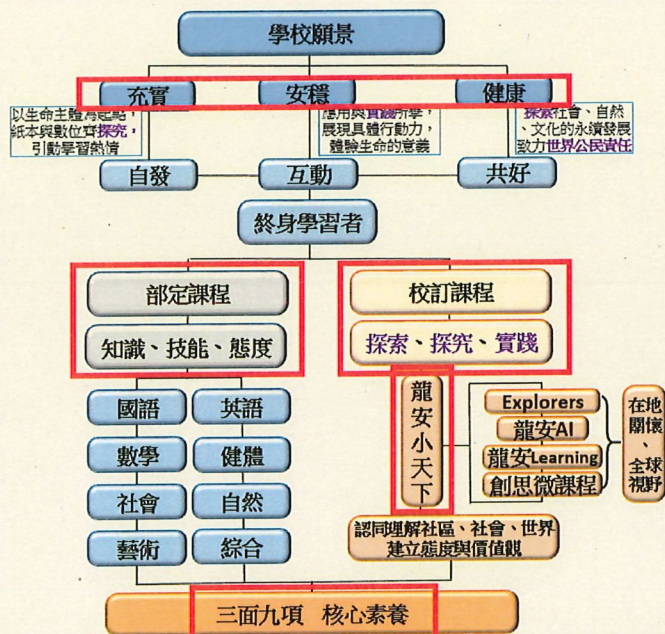 學校願景
充實
安穩
健康
以生命主體為起點,
紙本與數位齊探究,
引動學習熱情
應用與實踐所學,
展現具體行動力,
體驗生命的意義
探索社會、自然
、文化的永續發展
致力世界公民責任
自發
互動
共好
終身學習者
部定課程
校訂課程
知識、技能、態度
探索、探究、實踐
國語
英語
數學
健體
社會
自然
藝術
綜合
龍安小天下
Explorers
龍安AI
龍安Learning
創思微課程
在地關懷、全球視野
認同理解社區、社會、世界
建立態度與價值觀
三面九項 核心素養